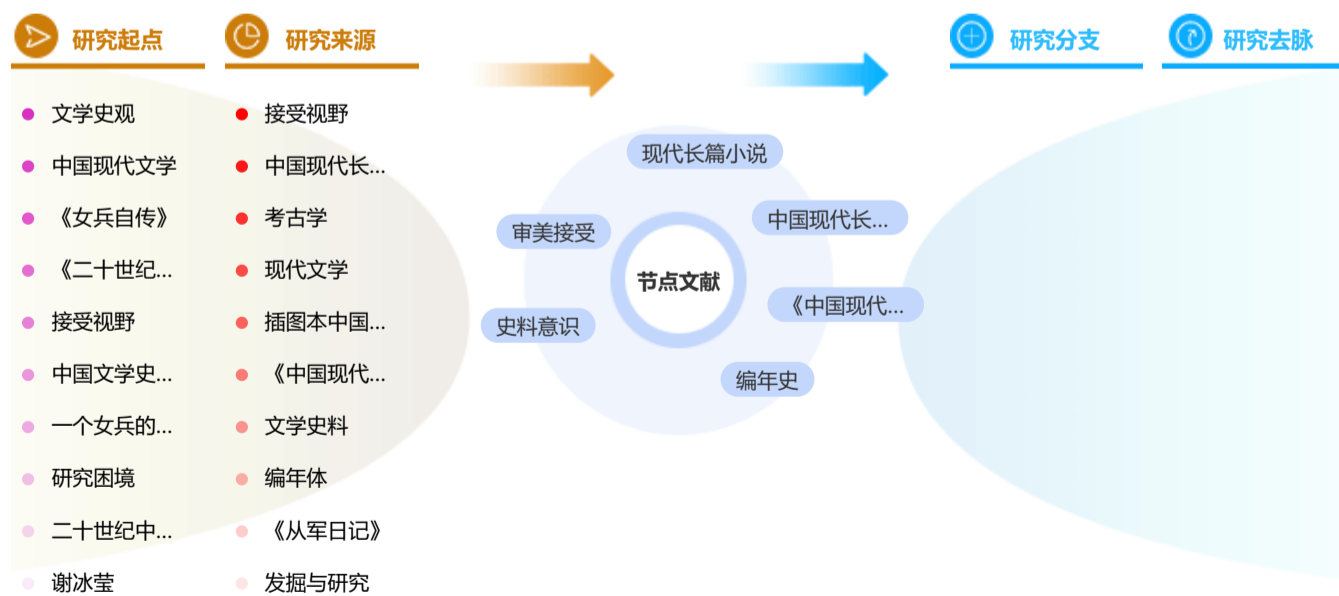 研究起点
研究来源
研究分支
研究去脉
文学史观
中国现代文学
《女兵自传》
《二十世纪...
接受视野
中国文学史...
一个女兵的...
研究困境
二十世纪中...
谢冰莹
接受视野
中国现代长...
考古学
现代文学
插图本中国...
《中国现代...
文学史料
编年体
《从军日记》
发掘与研究
现代长篇小说
中国现代长...
审美接受
节点文献
《中国现代...
史料意识
编年史